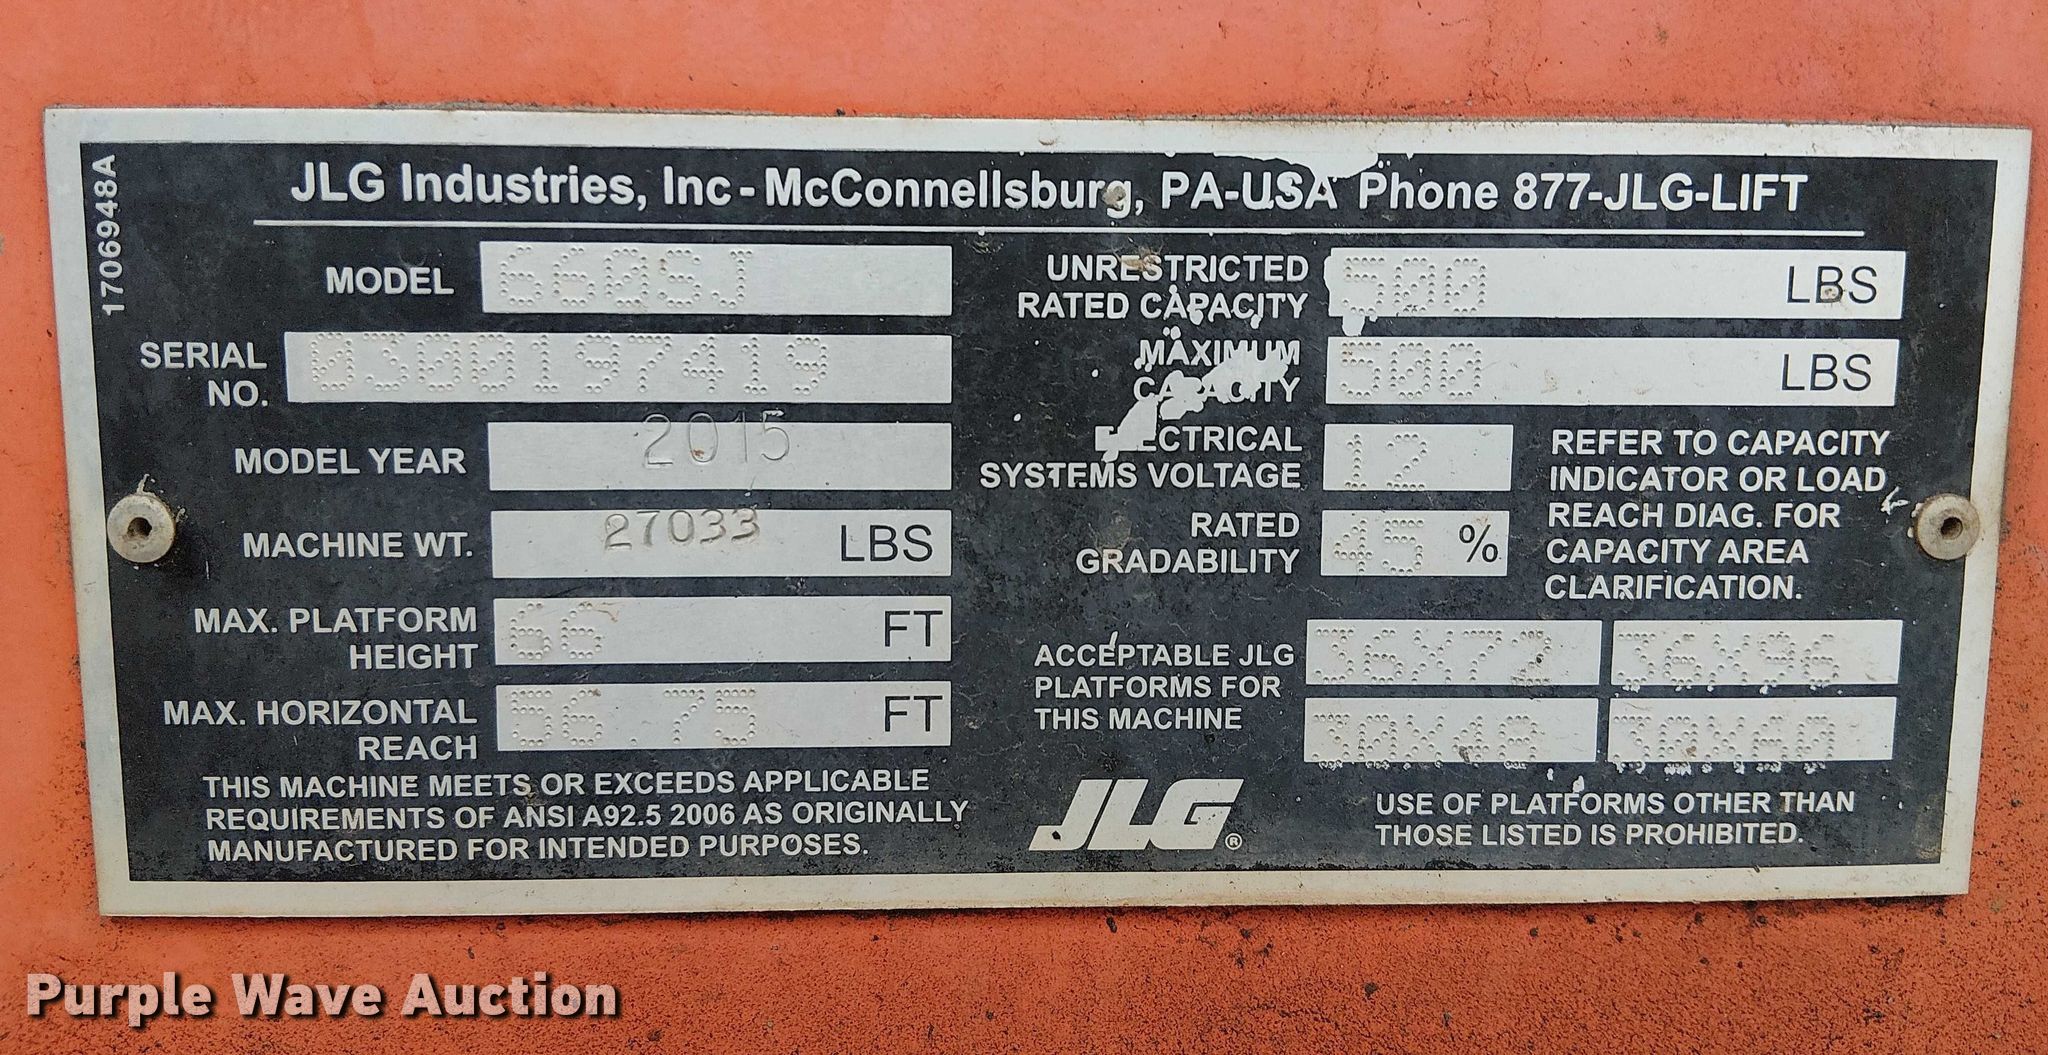 1706948A
JLG Industries, Inc - McConnellsburg, PA-USA Phone 877-JLG-LIFT
MODEL 660SJ
SERIAL NO. 0300197419
MODEL YEAR 2015
MACHINE WT. 27033 LBS
MAX. PLATFORM HEIGHT 66 FT
MAX. HORIZONTAL REACH 56.75 FT
THIS MACHINE MEETS OR EXCEEDS APPLICABLE
REQUIREMENTS OF ANSI A92.5 2006 AS ORIGINALLY
MANUFACTURED FOR INTENDED PURPOSES.
UNRESTRICTED RATED CAPACITY 500 LBS
MAXIMUM CAPACITY 500 LBS
ELECTRICAL SYSTEMS VOLTAGE 12
RATED GRADABILITY 45 %
REFER TO CAPACITY
INDICATOR OR LOAD
REACH DIAG. FOR
CAPACITY AREA
CLARIFICATION.
ACCEPTABLE JLG
PLATFORMS FOR
THIS MACHINE
36X72 36X96
30X48 30X60
JLG®
USE OF PLATFORMS OTHER THAN
THOSE LISTED IS PROHIBITED.
Purple Wave Auction